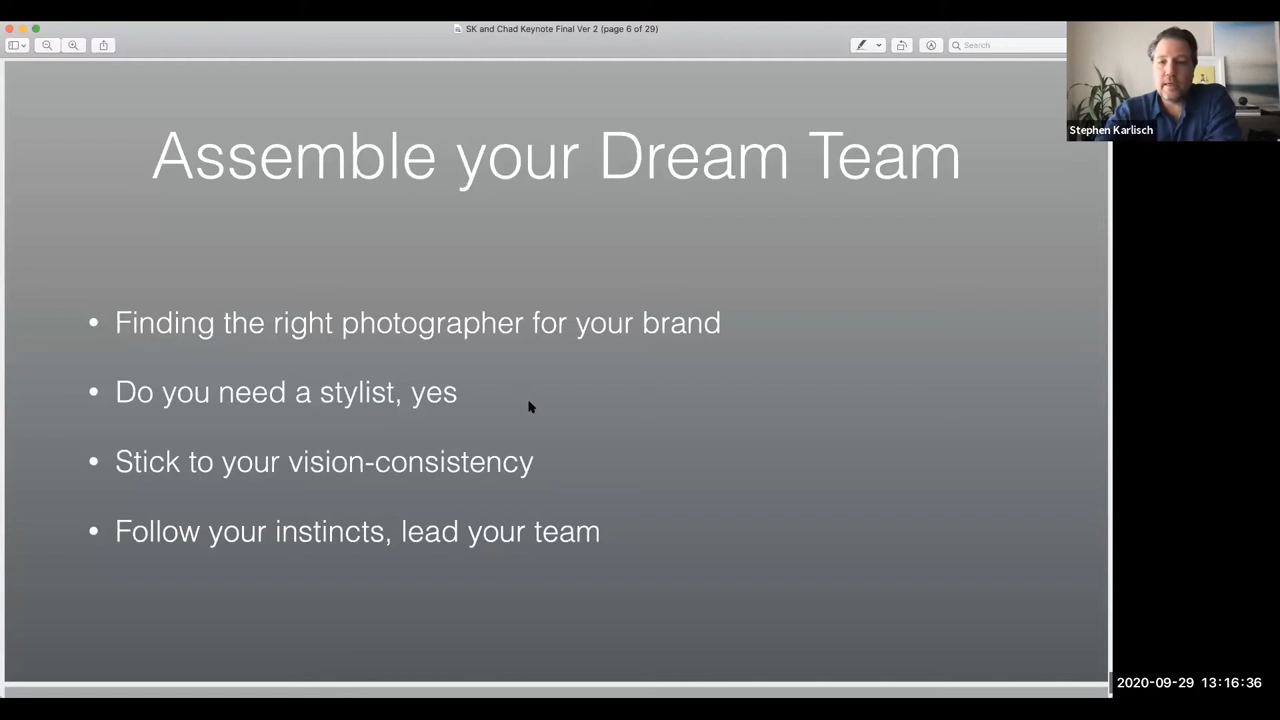 SK and Chad Keynote Final Ver 2 (page 6 of 29)
Search
Stephen Karlisch
Assemble your Dream Team
• Finding the right photographer for your brand
• Do you need a stylist, yes
• Stick to your vision-consistency
• Follow your instincts, lead your team
2020-09-29 13:16:36